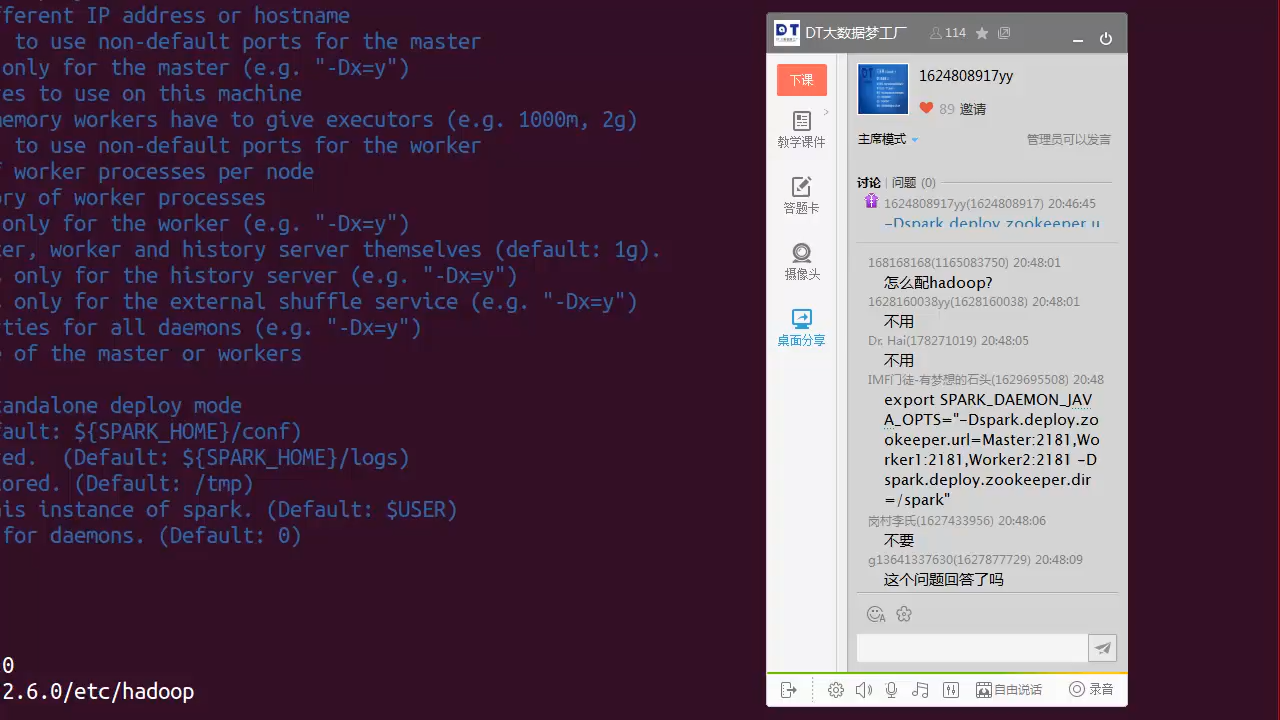 fferent IP address or hostname
to use non-default ports for the master
only for the master (e.g. "-Dx=y")
es to use on this machine
emory workers have to give executors (e.g. 1000m, 2g)
to use non-default ports for the worker
worker processes per node
ry of worker processes
only for the worker (e.g. "-Dx=y")
er, worker and history server themselves (default: 1g).
only for the history server (e.g. "-Dx=y")
only for the external shuffle service (e.g. "-Dx=y")
ties for all daemons (e.g. "-Dx=y")
e of the master or workers
andalone deploy mode
fault: ${SPARK_HOME}/conf)
ed. (Default: ${SPARK_HOME}/logs)
ored. (Default: /tmp)
is instance of spark. (Default: $USER)
for daemons. (Default: 0)
0
2.6.0/etc/hadoop
DT
DT大数据梦工厂 114
下课
教学课件
答题卡
摄像头
桌面分享
1624808917yy
89 邀请
主席模式 管理员可以发言
讨论 | 问题 (0)
1624808917yy(1624808917) 20:46:45
-Dspark.deploy.zookeeper.u
168168168(1165083750) 20:48:01
怎么配hadoop?
1628160038yy(1628160038) 20:48:01
不用
Dr. Hai(178271019) 20:48:05
不用
IMF门徒-有梦想的石头(1629695508) 20:48
export SPARK_DAEMON_JAV
A_OPTS="-Dspark.deploy.zo
okeeper.url=Master:2181,Wo
rker1:2181,Worker2:2181 -D
spark.deploy.zookeeper.dir
=/spark"
岗村李氏(1627433956) 20:48:06
不要
g13641337630(1627877729) 20:48:09
这个问题回答了吗
自由说话 录音